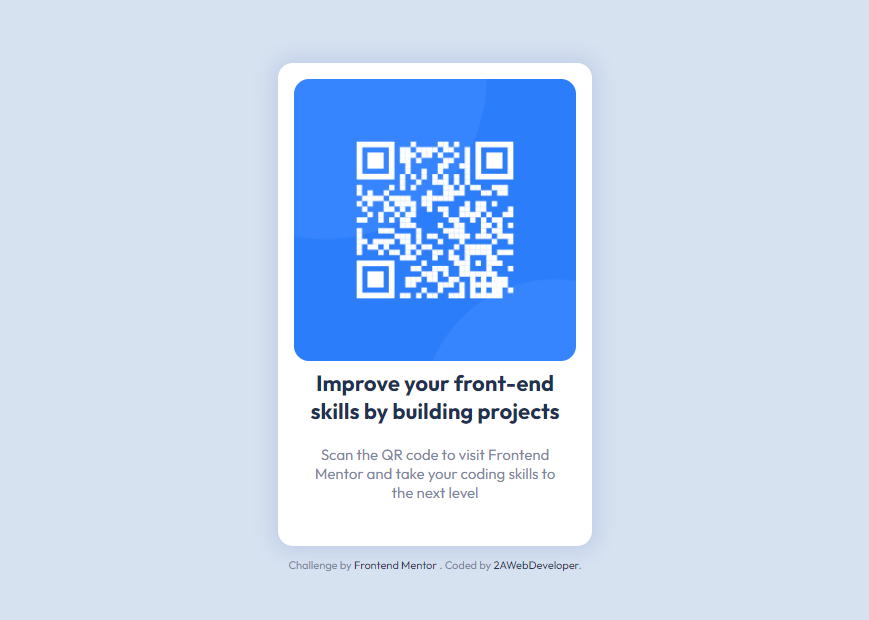 Improve your front-end
skills by building projects
Scan the QR code to visit Frontend
Mentor and take your coding skills to
the next level
Challenge by Frontend Mentor . Coded by 2AWebDeveloper.